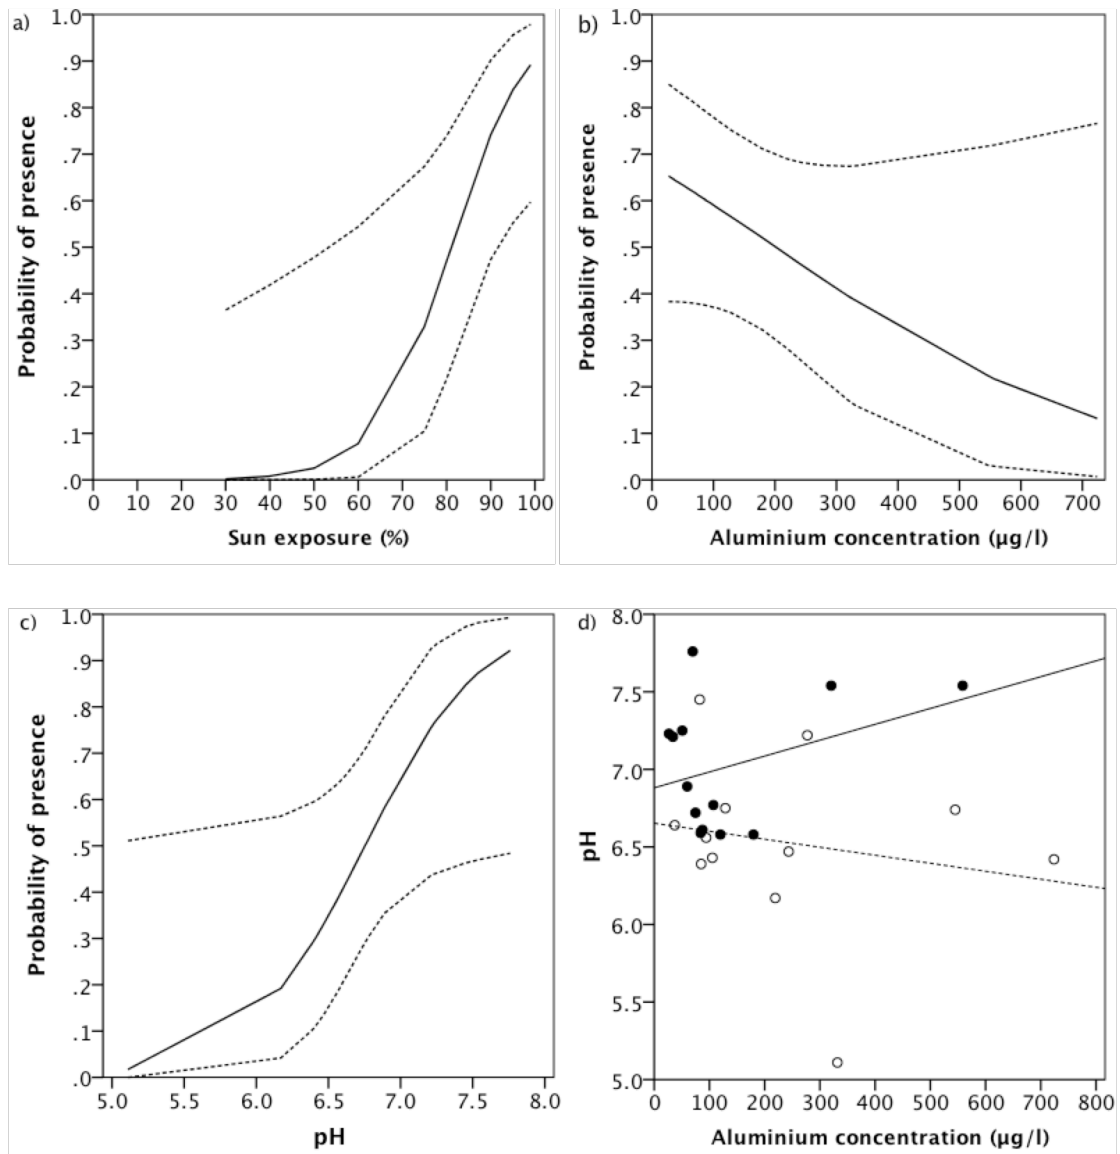 a)
1.0
.9
.8
.7
.6
.5
.4
.3
.2
.1
.0
Probability of presence
0 10 20 30 40 50 60 70 80 90 100
Sun exposure (%)
b)
1.0
.9
.8
.7
.6
.5
.4
.3
.2
.1
.0
Probability of presence
0 100 200 300 400 500 600 700
Aluminium concentration (µg/l)
c)
1.0
.9
.8
.7
.6
.5
.4
.3
.2
.1
.0
Probability of presence
5.0 5.5 6.0 6.5 7.0 7.5 8.0
pH
d)
8.0
7.5
7.0
6.5
6.0
5.5
5.0
pH
0 100 200 300 400 500 600 700 800
Aluminium concentration (µg/l)